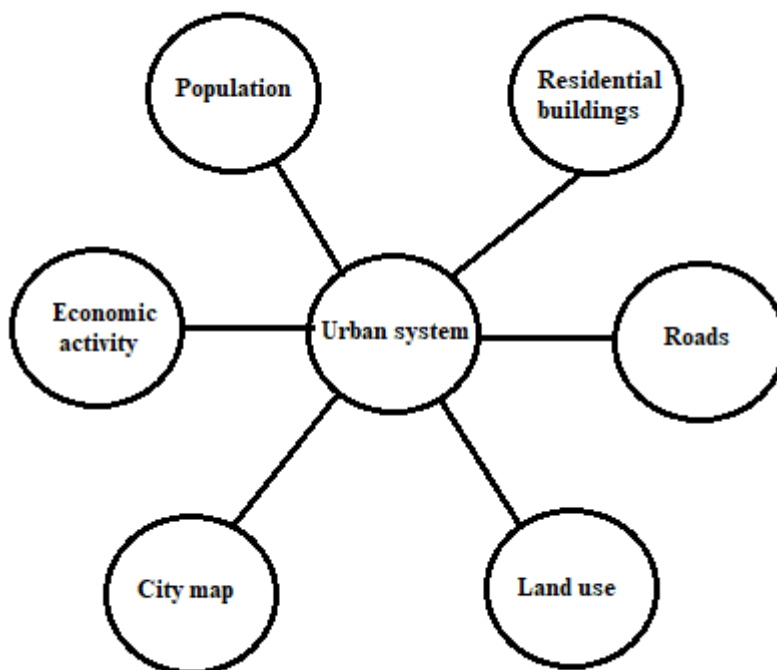 Population
Residential
buildings
Economic
activity
Urban system
Roads
City map
Land use